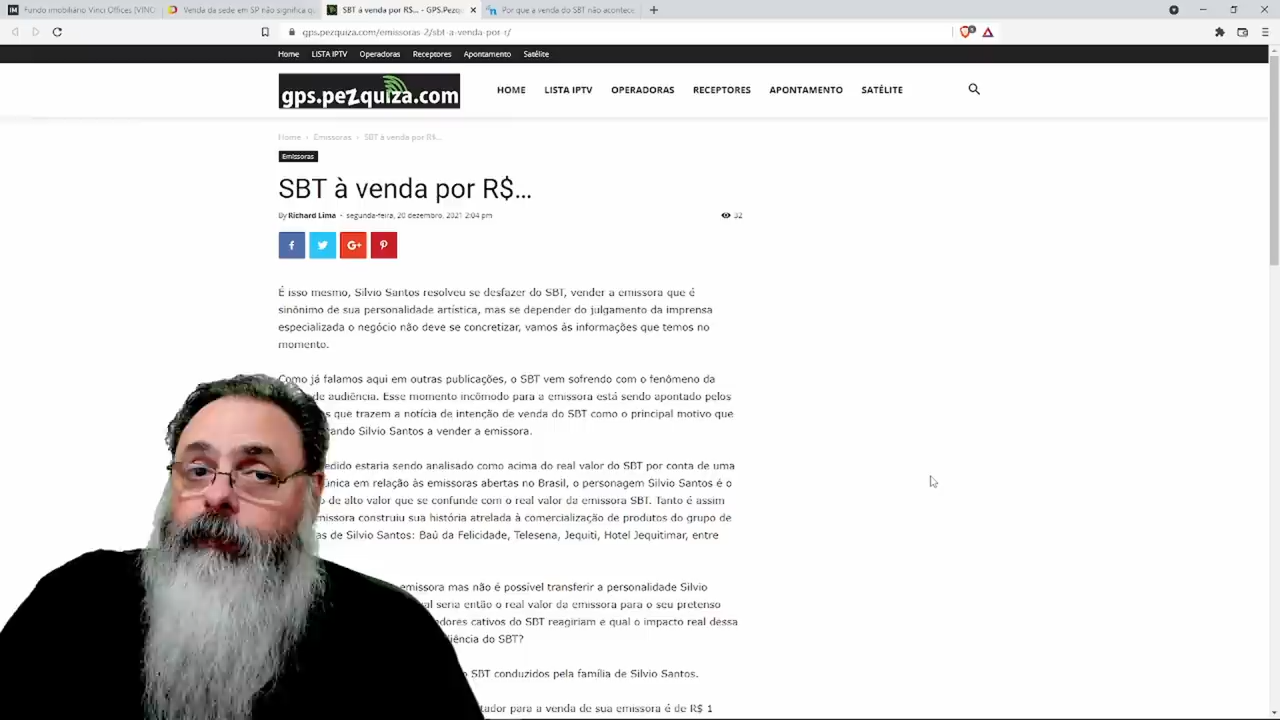 Fundo imobiliário Vinci Offices [VINO
Venda da sede em SP não significa qu
SBT à venda por R$... - GPS.Pezqu
Por que a venda do SBT não acontece
gps.pezquiza.com/emissoras-2/sbt-a-venda-por-r/
Home LISTA IPTV Operadoras Receptores Apontamento Satélite
gps.peZquiza.com
HOME LISTA IPTV OPERADORAS RECEPTORES APONTAMENTO SATÉLITE
Home › Emissoras › SBT à venda por R$...
Emissoras
SBT à venda por R$...
By Richard Lima - segunda-feira, 20 dezembro, 2021 2:04 pm
32
É isso mesmo, Silvio Santos resolveu se desfazer do SBT, vender a emissora que é
sinônimo de sua personalidade artística, mas se depender do julgamento da imprensa
especializada o negócio não deve se concretizar, vamos às informações que temos no
momento.
Como já falamos aqui em outras publicações, o SBT vem sofrendo com o fenômeno da
de audiência. Esse momento incômodo para a emissora está sendo apontado pelos
que trazem a notícia de intenção de venda do SBT como o principal motivo que
Silvio Santos a vender a emissora.
estaria sendo analisado como acima do real valor do SBT por conta de uma
única em relação às emissoras abertas no Brasil, o personagem Silvio Santos é o
de alto valor que se confunde com o real valor da emissora SBT. Tanto é assim
emissora construiu sua história atrelada à comercialização de produtos do grupo de
de Silvio Santos: Baú da Felicidade, Telesena, Jequiti, Hotel Jequitimar, entre
emissora mas não é possível transferir a personalidade Silvio
seria então o real valor da emissora para o seu pretenso
cativos do SBT reagiriam e qual o impacto real dessa
do SBT?
SBT conduzidos pela família de Silvio Santos.
para a venda de sua emissora é de R$ 1